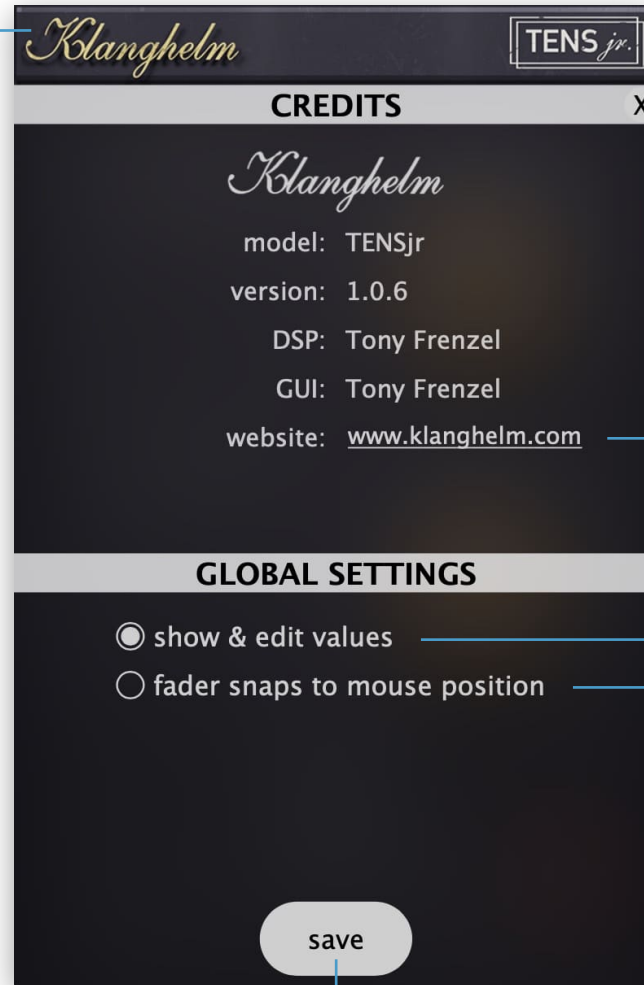 Klanghelm TENS jr.
CREDITS X
Klanghelm
model: TENSjr
version: 1.0.6
DSP: Tony Frenzel
GUI: Tony Frenzel
website: www.klanghelm.com
GLOBAL SETTINGS
show & edit values
fader snaps to mouse position
save